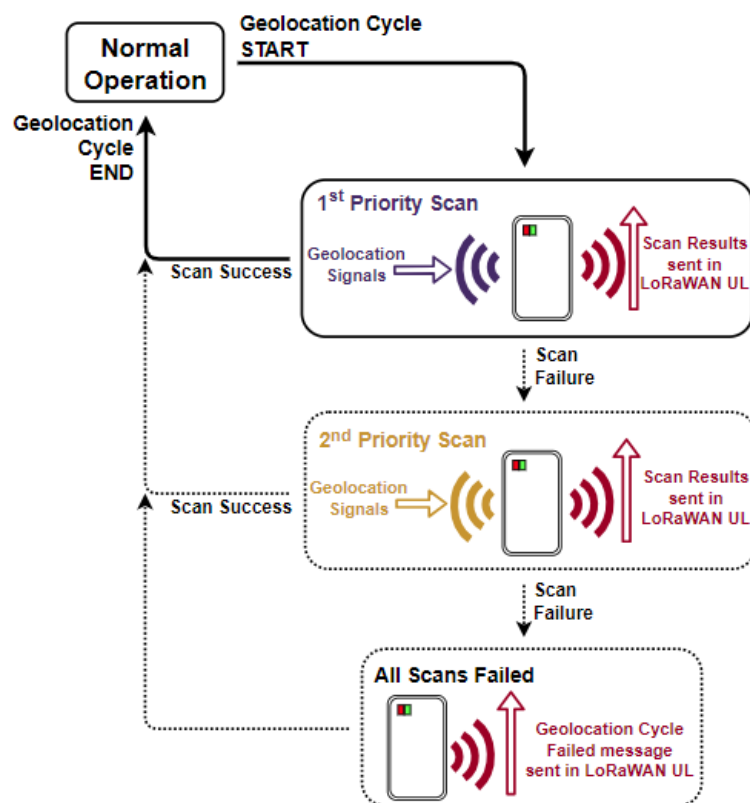 Normal
Operation
Geolocation Cycle
START
Geolocation
Cycle
END
1st Priority Scan
Geolocation
Signals
Scan Results
sent in
LoRaWAN UL
Scan Success
Scan
Failure
2nd Priority Scan
Geolocation
Signals
Scan Results
sent in
LoRaWAN UL
Scan Success
Scan
Failure
All Scans Failed
Geolocation Cycle
Failed message
sent in LoRaWAN UL